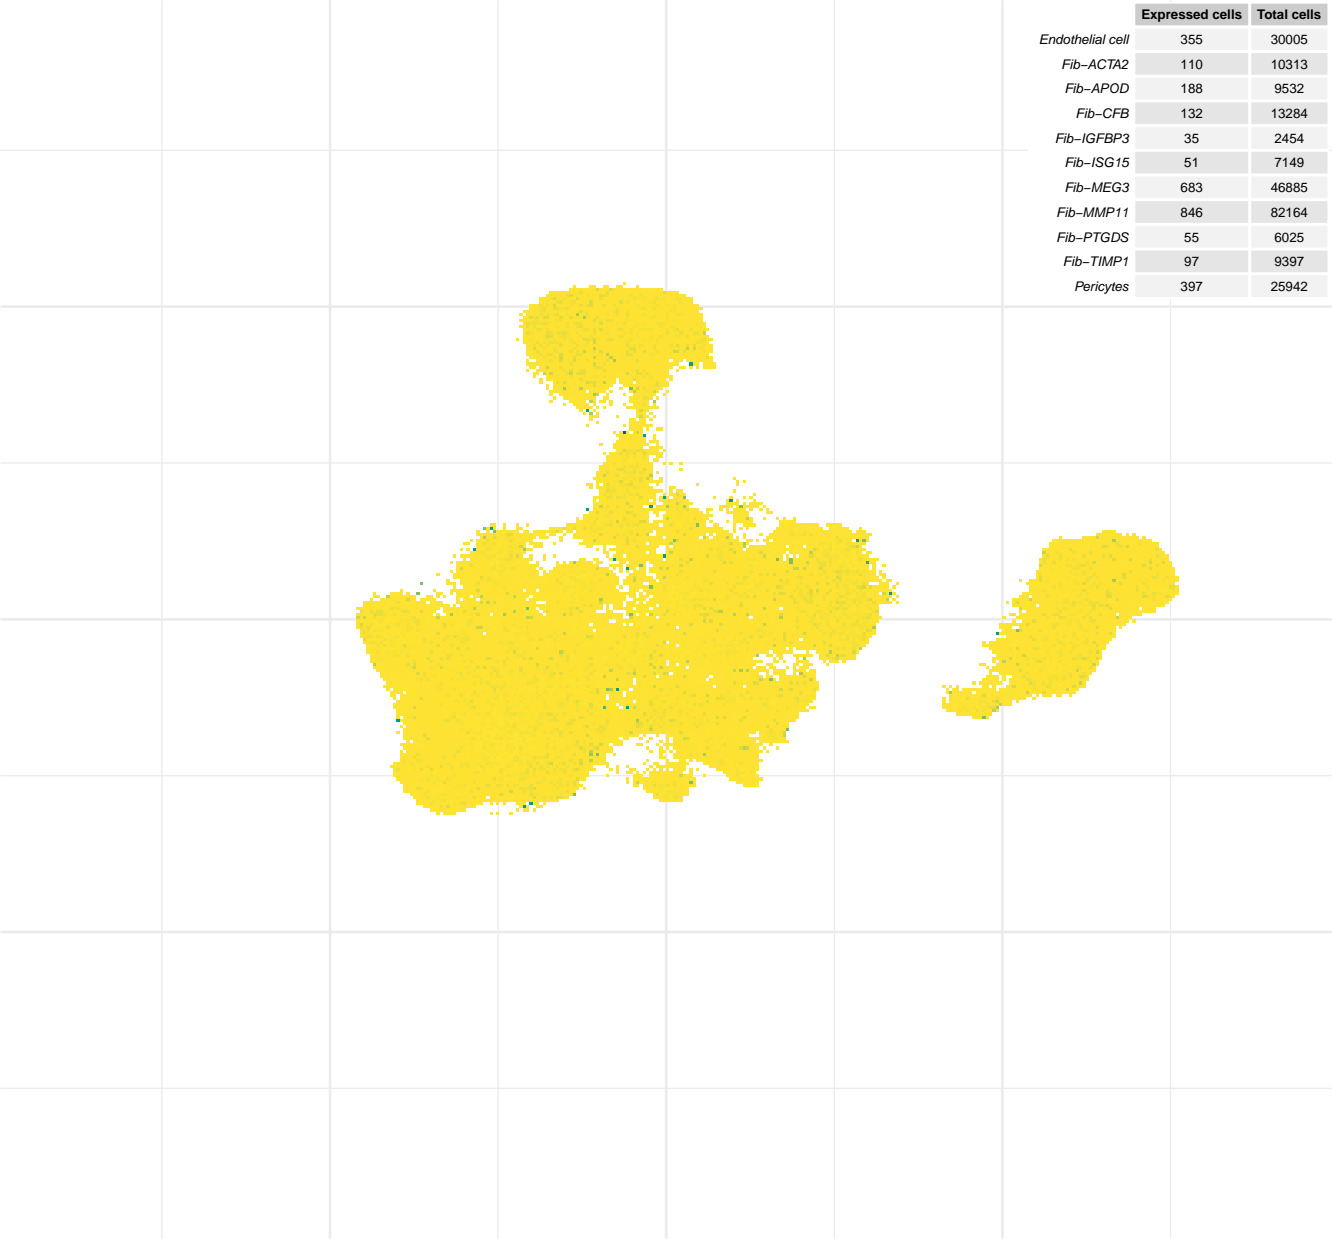 Expressed cells Total cells
Endothelial cell 355 30005
Fib−ACTA2 110 10313
Fib−APOD 188 9532
Fib−CFB 132 13284
Fib−IGFBP3 35 2454
Fib−ISG15 51 7149
Fib−MEG3 683 46885
Fib−MMP11 846 82164
Fib−PTGDS 55 6025
Fib−TIMP1 97 9397
Pericytes 397 25942